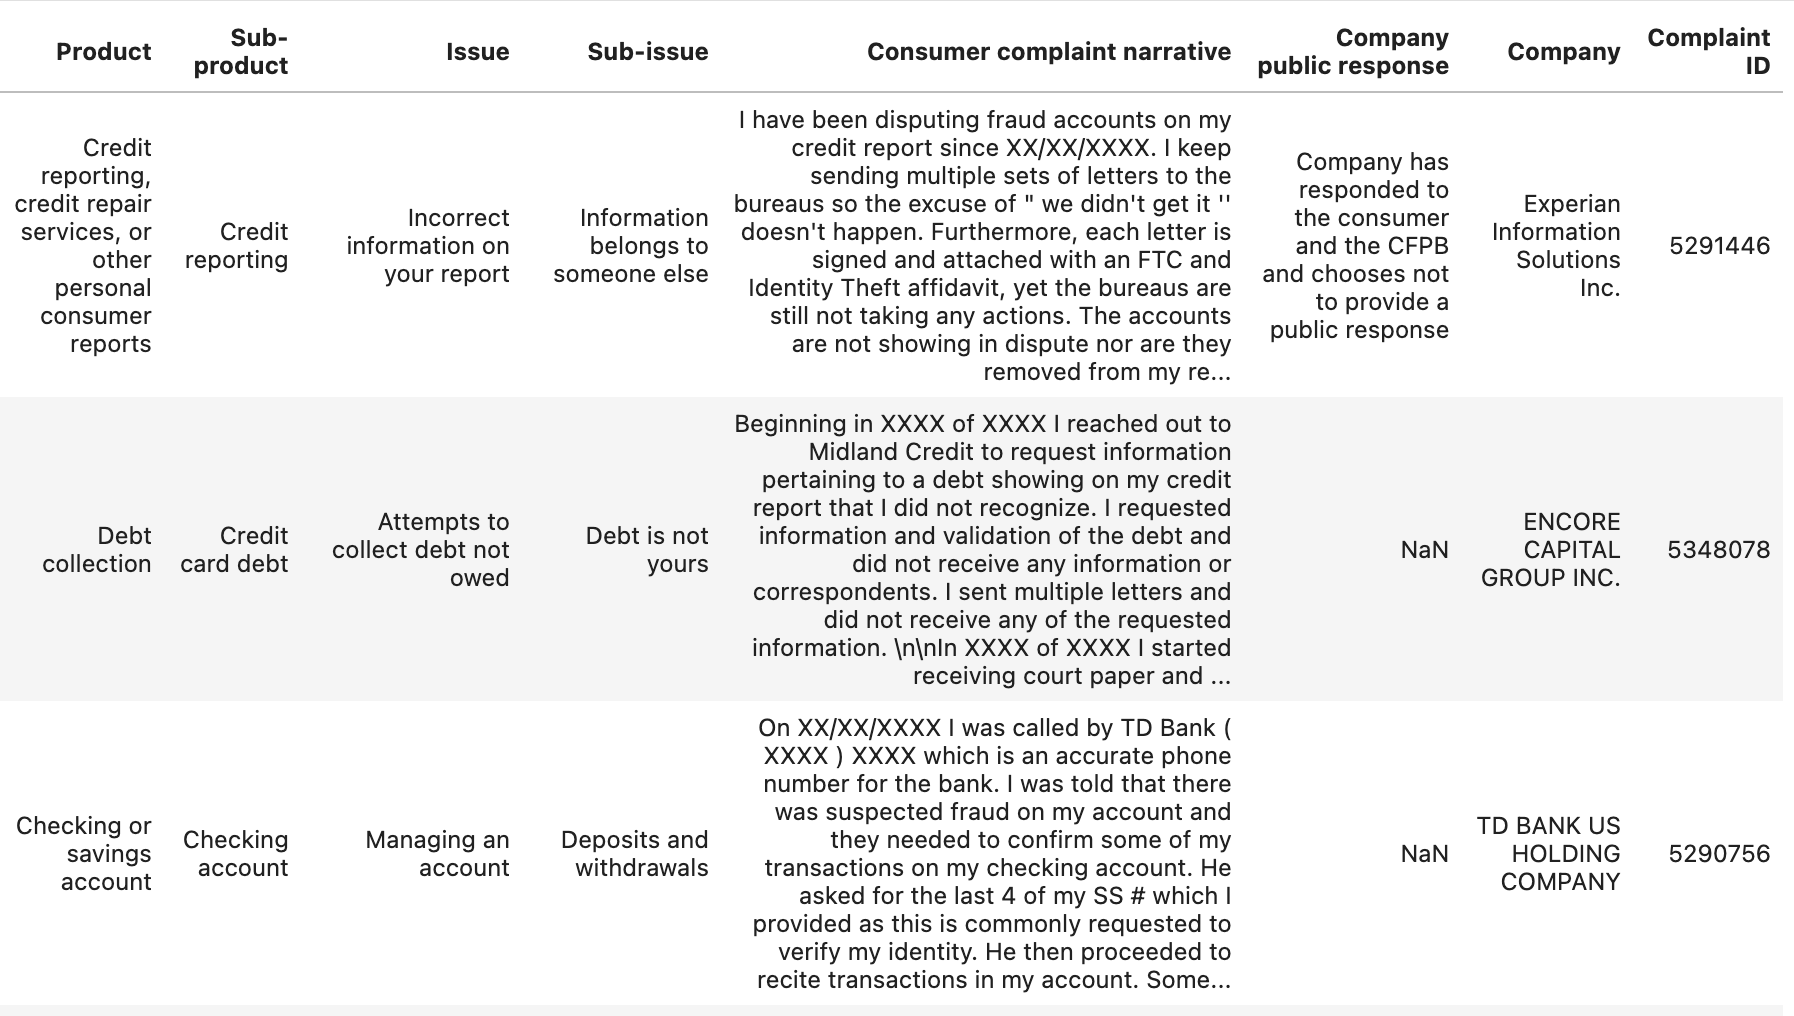 Product
Sub-
product
Issue
Sub-issue
Consumer complaint narrative
Company
public response
Company
Complaint
ID
Credit
reporting,
credit repair
services, or
other
personal
consumer
reports
Credit
reporting
Incorrect
information on
your report
Information
belongs to
someone else
I have been disputing fraud accounts on my
credit report since XX/XX/XXXX. I keep
sending multiple sets of letters to the
bureaus so the excuse of " we didn't get it ''
doesn't happen. Furthermore, each letter is
signed and attached with an FTC and
Identity Theft affidavit, yet the bureaus are
still not taking any actions. The accounts
are not showing in dispute nor are they
removed from my re...
Company has
responded to
the consumer
and the CFPB
and chooses not
to provide a
public response
Experian
Information
Solutions
Inc.
5291446
Debt
collection
Credit
card debt
Attempts to
collect debt not
owed
Debt is not
yours
Beginning in XXXX of XXXX I reached out to
Midland Credit to request information
pertaining to a debt showing on my credit
report that I did not recognize. I requested
information and validation of the debt and
did not receive any information or
correspondents. I sent multiple letters and
did not receive any of the requested
information. \n\nIn XXXX of XXXX I started
receiving court paper and ...
NaN
ENCORE
CAPITAL
GROUP INC.
5348078
Checking or
savings
account
Checking
account
Managing an
account
Deposits and
withdrawals
On XX/XX/XXXX I was called by TD Bank (
XXXX ) XXXX which is an accurate phone
number for the bank. I was told that there
was suspected fraud on my account and
they needed to confirm some of my
transactions on my checking account. He
asked for the last 4 of my SS # which I
provided as this is commonly requested to
verify my identity. He then proceeded to
recite transactions in my account. Some...
NaN
TD BANK US
HOLDING
COMPANY
5290756